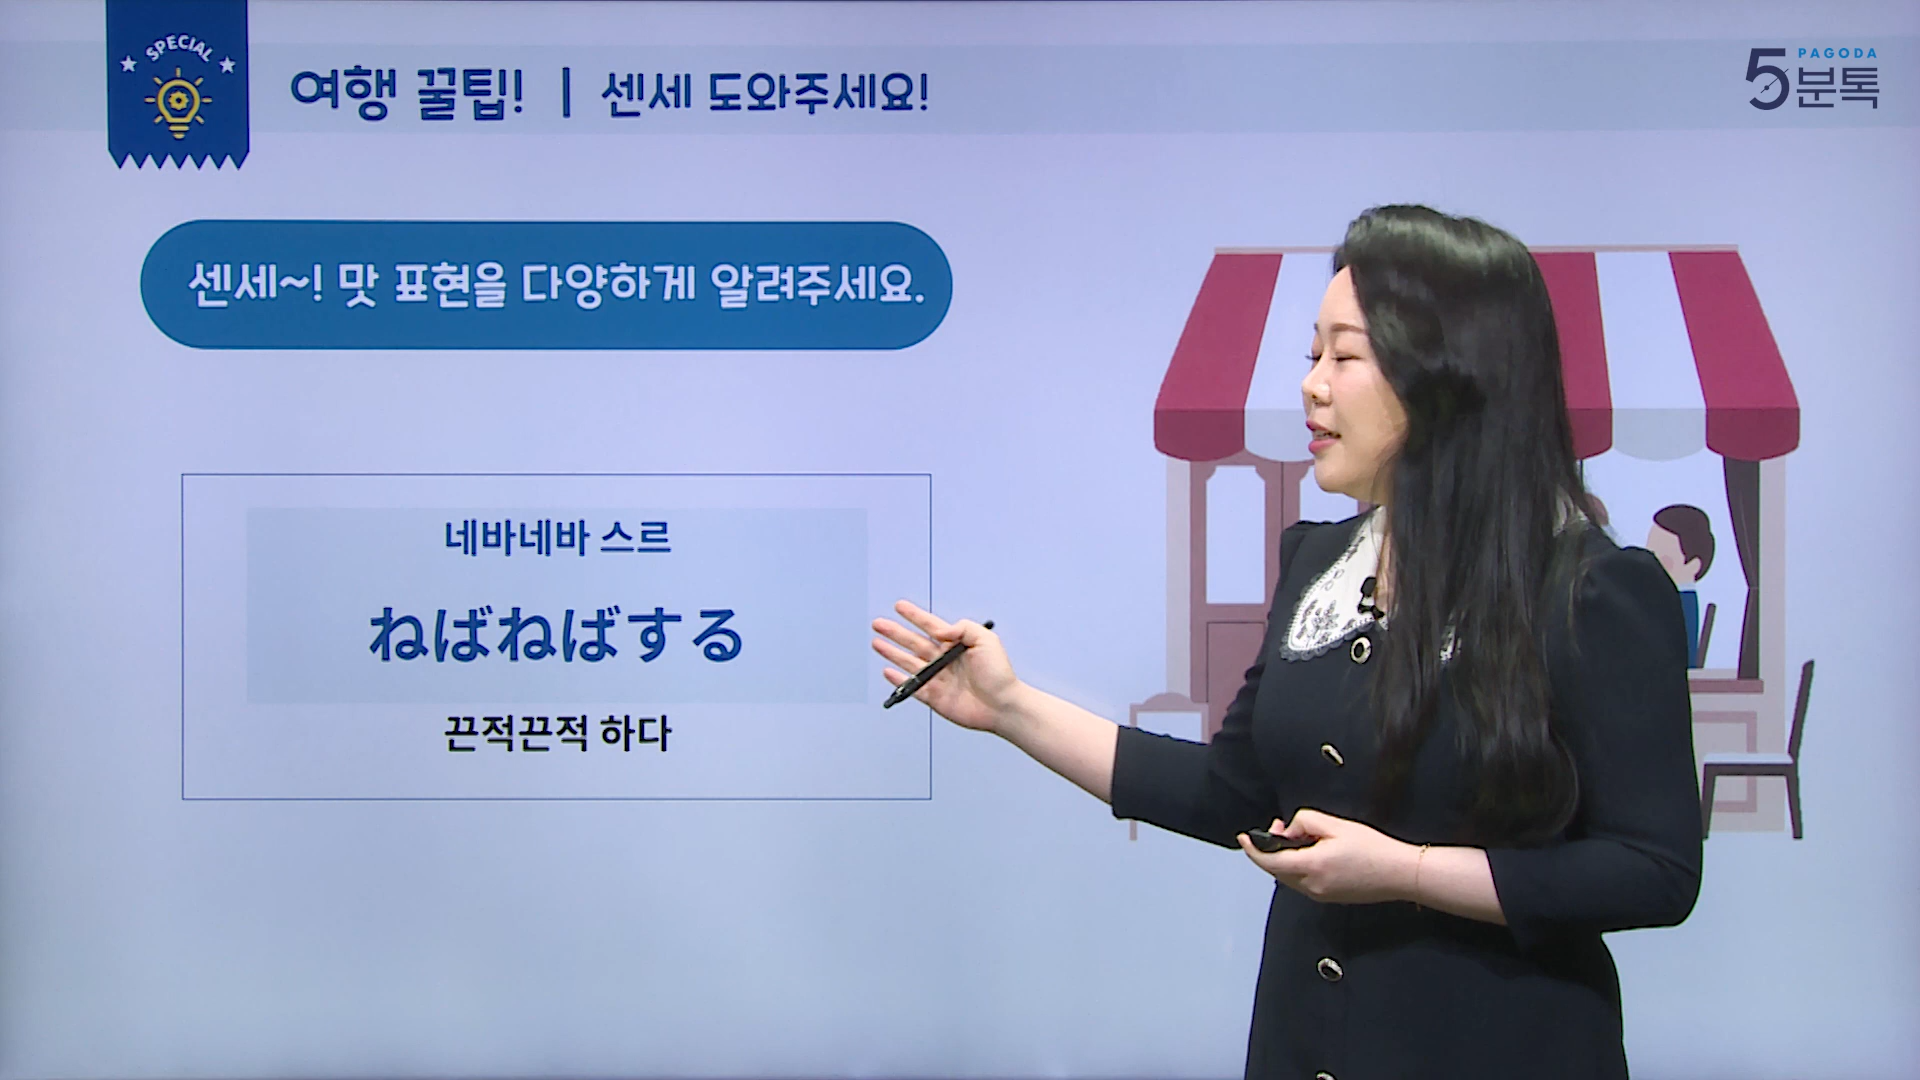 SPECIAL
여행 꿀팁! | 센세 도와주세요!
PAGODA
5분톡
센세~! 맛 표현을 다양하게 알려주세요.
네바네바 스르
ねばねばする
끈적끈적 하다